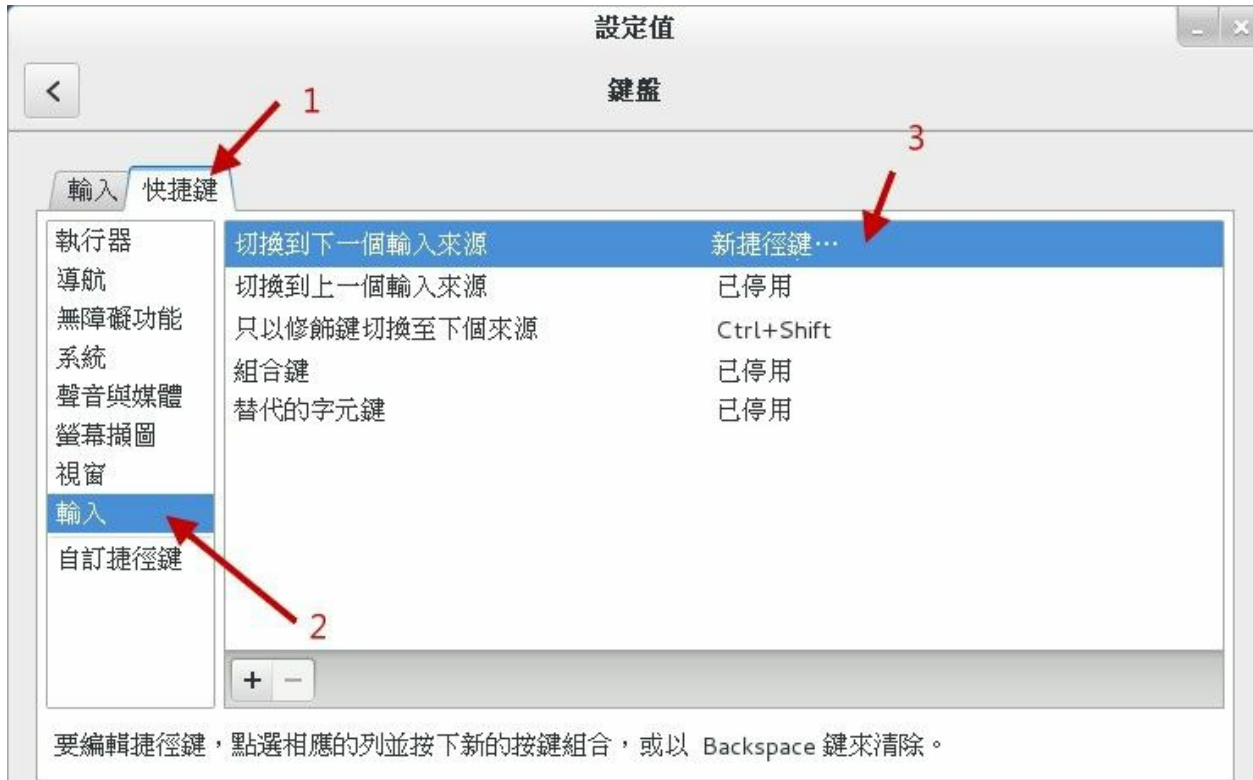 設定值
鍵盤
1
3
輸入 快捷鍵
執行器
導航
無障礙功能
系統
聲音與媒體
螢幕擷圖
視窗
輸入
自訂捷徑鍵
切換到下一個輸入來源 新捷徑鍵…
切換到上一個輸入來源 已停用
只以修飾鍵切換至下個來源 Ctrl+Shift
組合鍵 已停用
替代的字元鍵 已停用
2
要編輯捷徑鍵，點選相應的列並按下新的按鍵組合，或以 Backspace 鍵來清除。